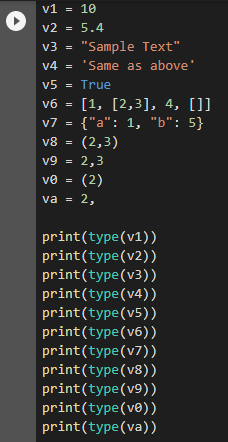 v1 = 10
v2 = 5.4
v3 = "Sample Text"
v4 = 'Same as above'
v5 = True
v6 = [1, [2,3], 4, []]
v7 = {"a": 1, "b": 5}
v8 = (2,3)
v9 = 2,3
v0 = (2)
va = 2,
print(type(v1))
print(type(v2))
print(type(v3))
print(type(v4))
print(type(v5))
print(type(v6))
print(type(v7))
print(type(v8))
print(type(v9))
print(type(v0))
print(type(va))